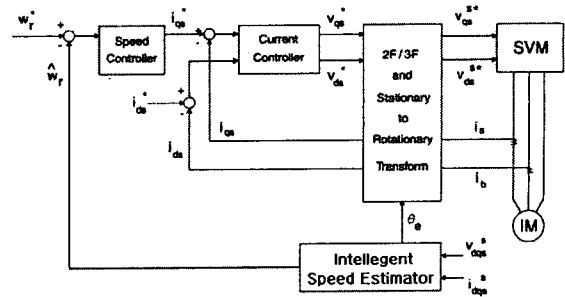 w_r^*
+
-
ŵ_r
Speed
Controller
i_qs^*
+
-
Current
Controller
v_qs^*
v_ds^*
i_ds^*
+
-
i_ds
i_qs
2F/3F
and
Stationary
to
Rotationary
Transform
v_qs^s*
v_ds^s*
SVM
i_a
i_b
IM
θ_e
Intellegent
Speed Estimator
v_dqs^s
i_dqs^s